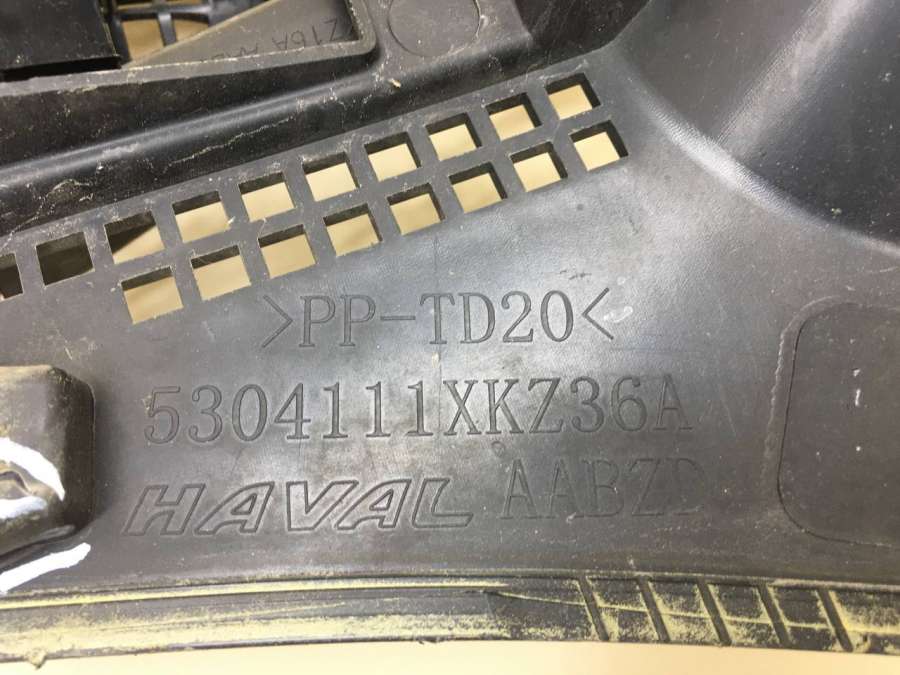 >PP-TD20<
5304111XKZ36A
HAVAL AABZD